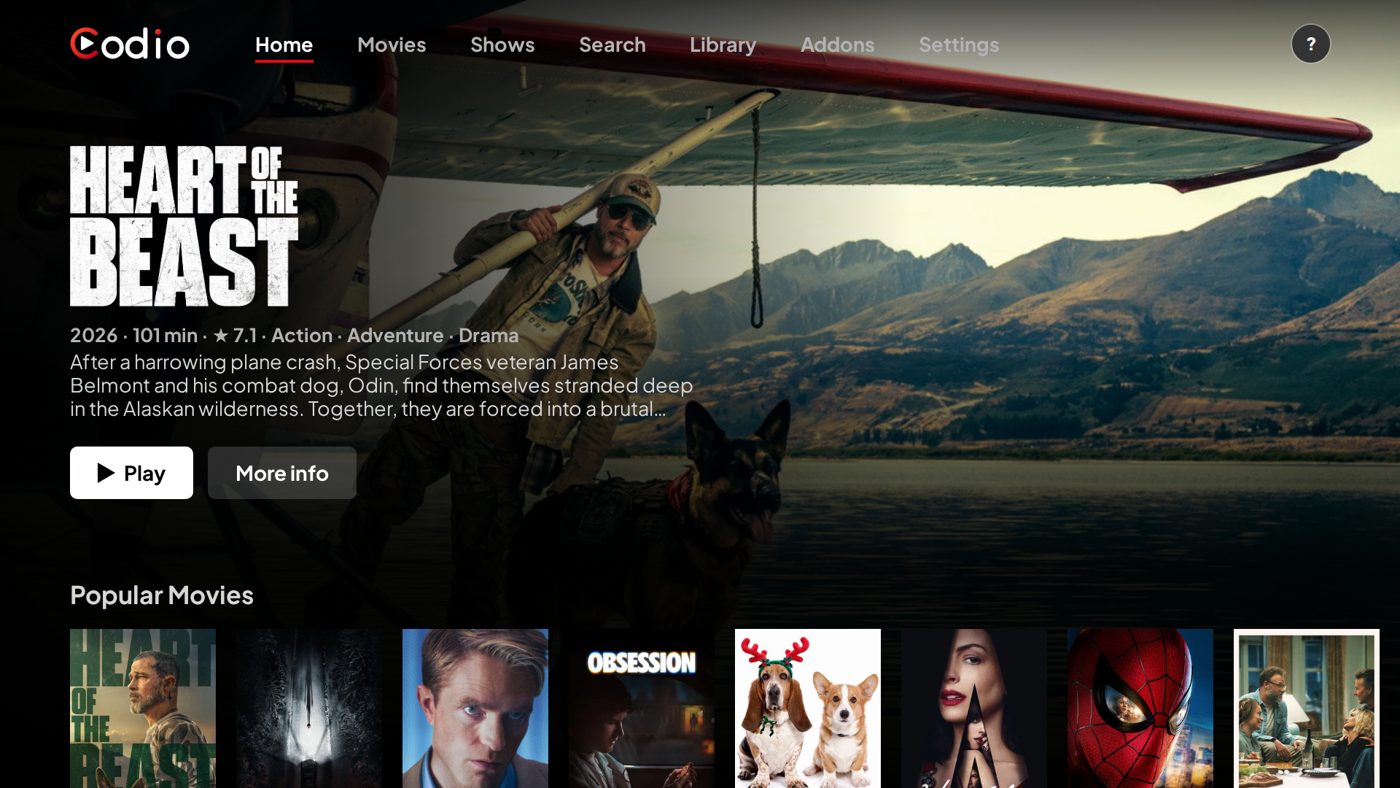 Codio
Home
Movies
Shows
Search
Library
Addons
Settings
?
HEART OF THE
BEAST
2026 · 101 min · ★ 7.1 · Action · Adventure · Drama
After a harrowing plane crash, Special Forces veteran James
Belmont and his combat dog, Odin, find themselves stranded deep
in the Alaskan wilderness. Together, they are forced into a brutal...
Play
More info
Popular Movies
HEART
OF
THE
BEAST
OBSESSION